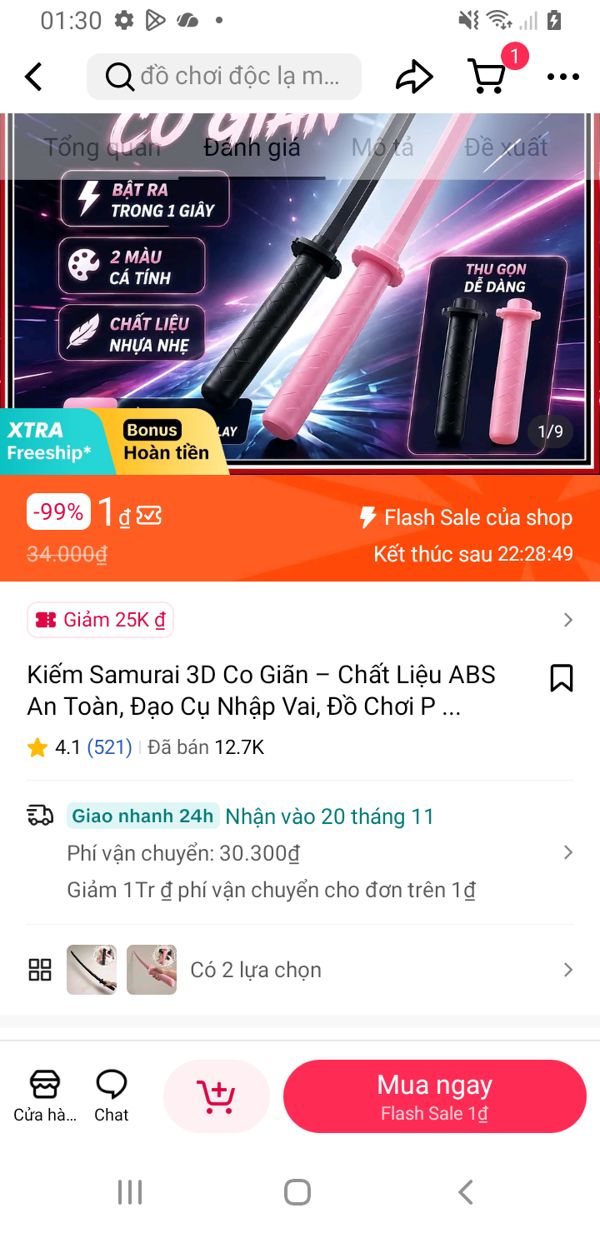 01:30
1
đồ chơi độc lạ m...
CO GIÃN
Tổng quan Đánh giá Mô tả Đề xuất
BẬT RA
TRONG 1 GIÂY
2 MÀU
CÁ TÍNH
CHẤT LIỆU
NHỰA NHẸ
THU GỌN
DỄ DÀNG
LAY
XTRA
Freeship*
Bonus
Hoàn tiền
1/9
-99% 1₫
34.000₫
Flash Sale của shop
Kết thúc sau 22:28:49
Giảm 25K ₫
Kiếm Samurai 3D Co Giãn – Chất Liệu ABS
An Toàn, Đạo Cụ Nhập Vai, Đồ Chơi P ...
4.1 (521) Đã bán 12.7K
Giao nhanh 24h Nhận vào 20 tháng 11
Phí vận chuyển: 30.300₫
Giảm 1Tr ₫ phí vận chuyển cho đơn trên 1₫
Có 2 lựa chọn
Cửa hà... Chat
Mua ngay
Flash Sale 1₫